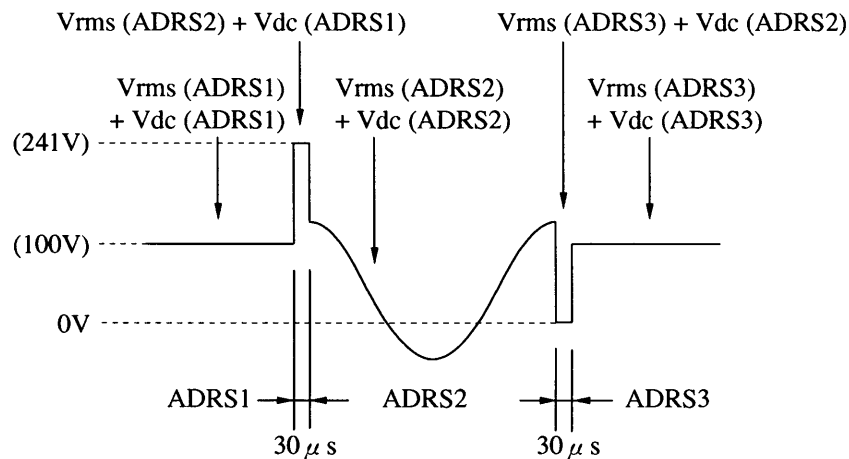 Vrms (ADRS2) + Vdc (ADRS1)
Vrms (ADRS3) + Vdc (ADRS2)
Vrms (ADRS1)
+ Vdc (ADRS1)
Vrms (ADRS2)
+ Vdc (ADRS2)
Vrms (ADRS3)
+ Vdc (ADRS3)
(241V)
(100V)
0V
ADRS1
ADRS2
ADRS3
30 μ s
30 μ s